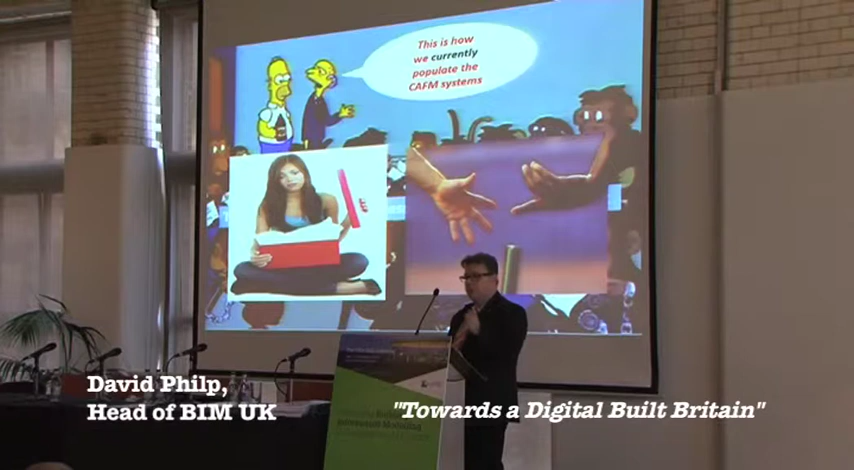 This is how
we currently
populate the
CAFM systems
David Philp,
Head of BIM UK
"Towards a Digital Built Britain"